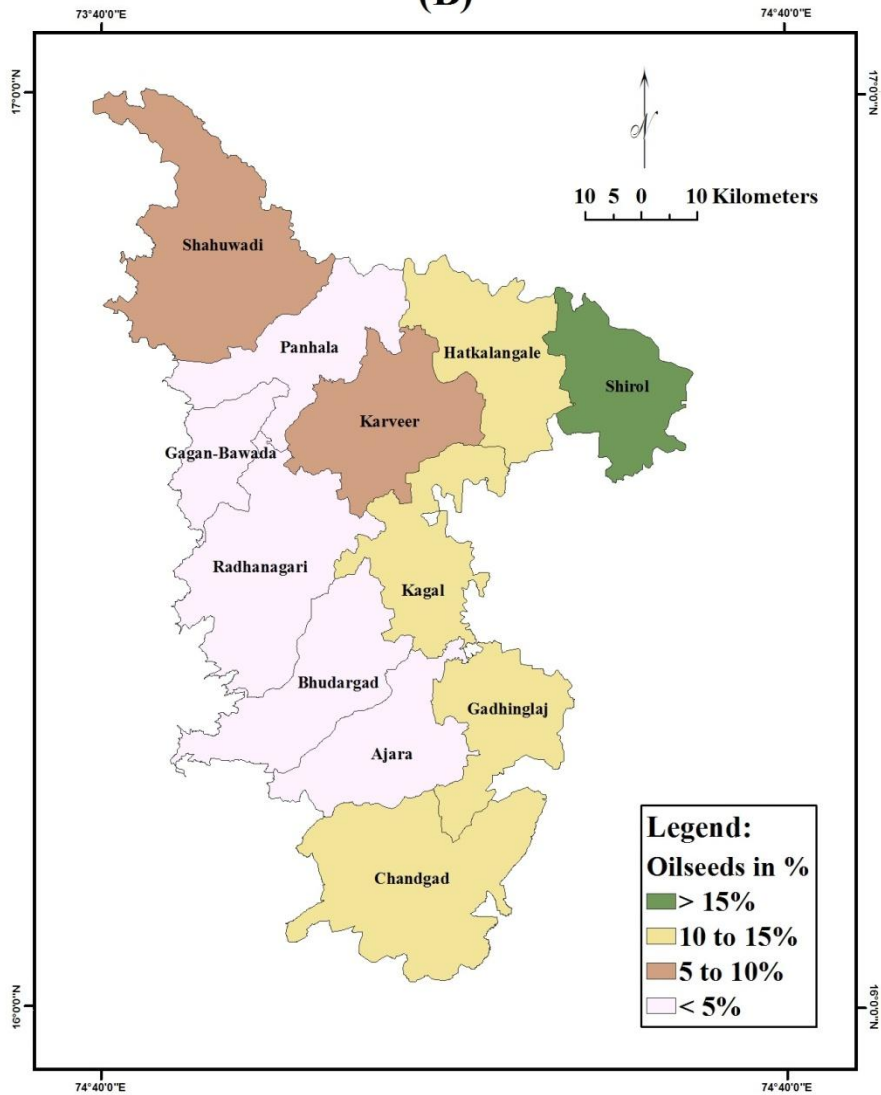 (B)
73°40'0"E
74°40'0"E
17°0'0"N
17°0'0"N
N
10 5 0 10 Kilometers
Shahuwadi
Panhala
Hatkalangale
Shirol
Karveer
Gagan-Bawada
Radhanagari
Kagal
Bhudargad
Gadhinglaj
Ajara
Chandgad
Legend:
Oilseeds in %
> 15%
10 to 15%
5 to 10%
< 5%
16°0'0"N
16°0'0"N
74°40'0"E
74°40'0"E